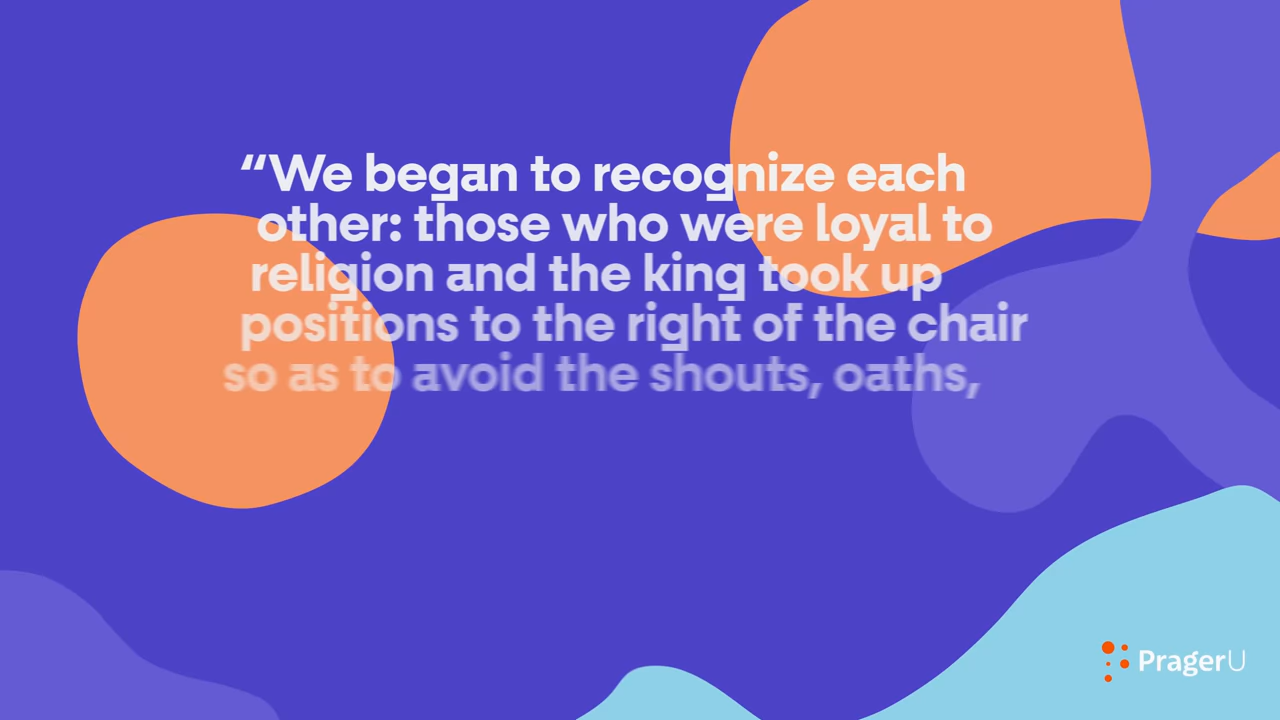 “We began to recognize each
other: those who were loyal to
religion and the king took up
positions to the right of the chair
so as to avoid the shouts, oaths,
PragerU